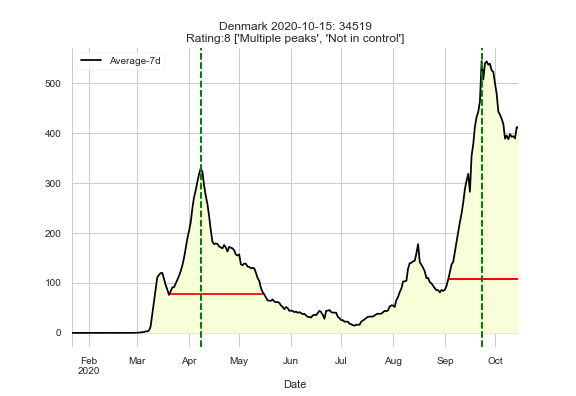 Denmark 2020-10-15: 34519
Rating:8 ['Multiple peaks', 'Not in control']
Average-7d
500
400
300
200
100
0
Feb Mar Apr May Jun Jul Aug Sep Oct
2020
Date